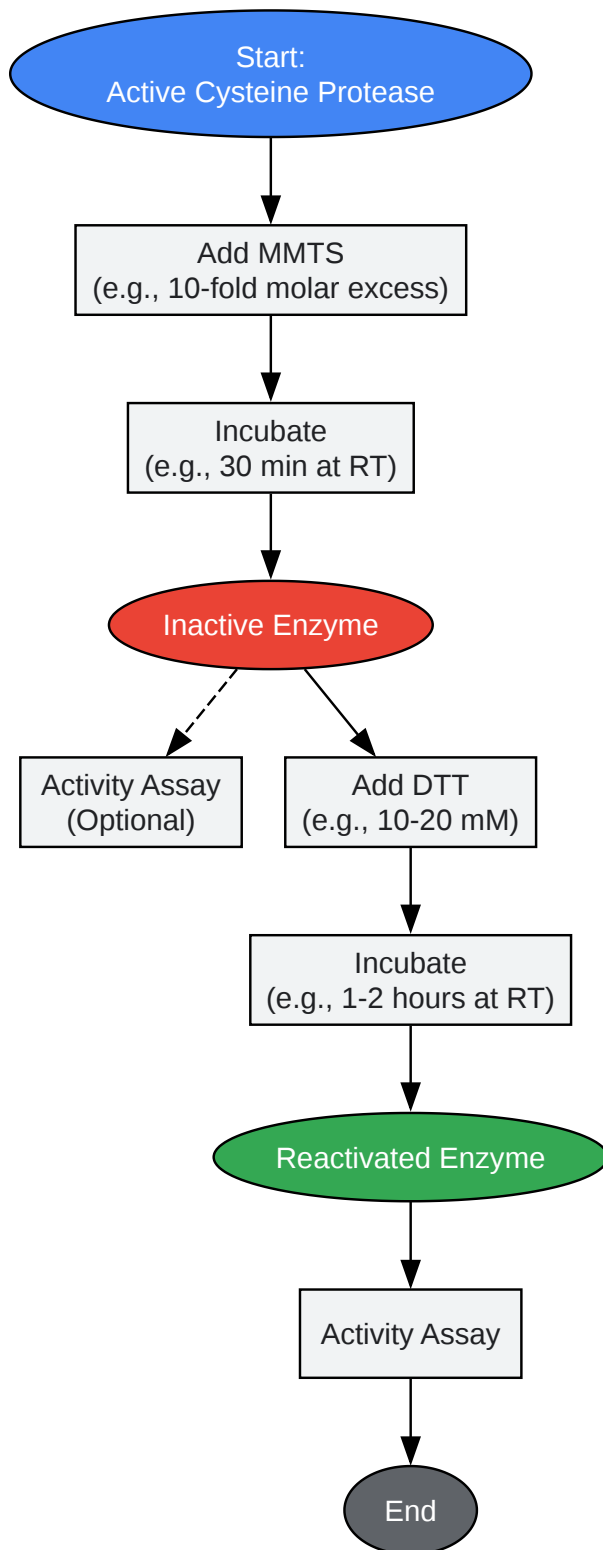 Start:
Active Cysteine Protease
Add MMTS
(e.g., 10-fold molar excess)
Incubate
(e.g., 30 min at RT)
Inactive Enzyme
Activity Assay
(Optional)
Add DTT
(e.g., 10-20 mM)
Incubate
(e.g., 1-2 hours at RT)
Reactivated Enzyme
Activity Assay
End